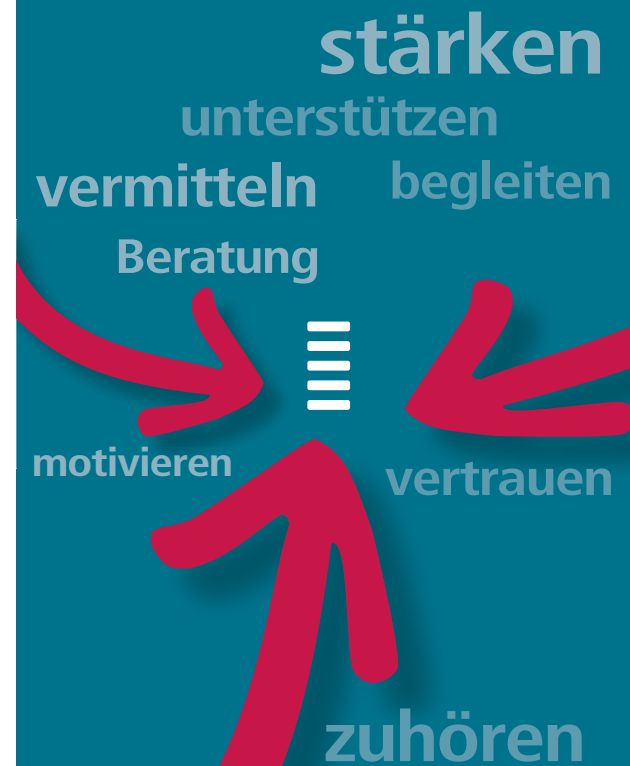 stärken
unterstützen
vermitteln
begleiten
Beratung
motivieren
vertrauen
zuhören